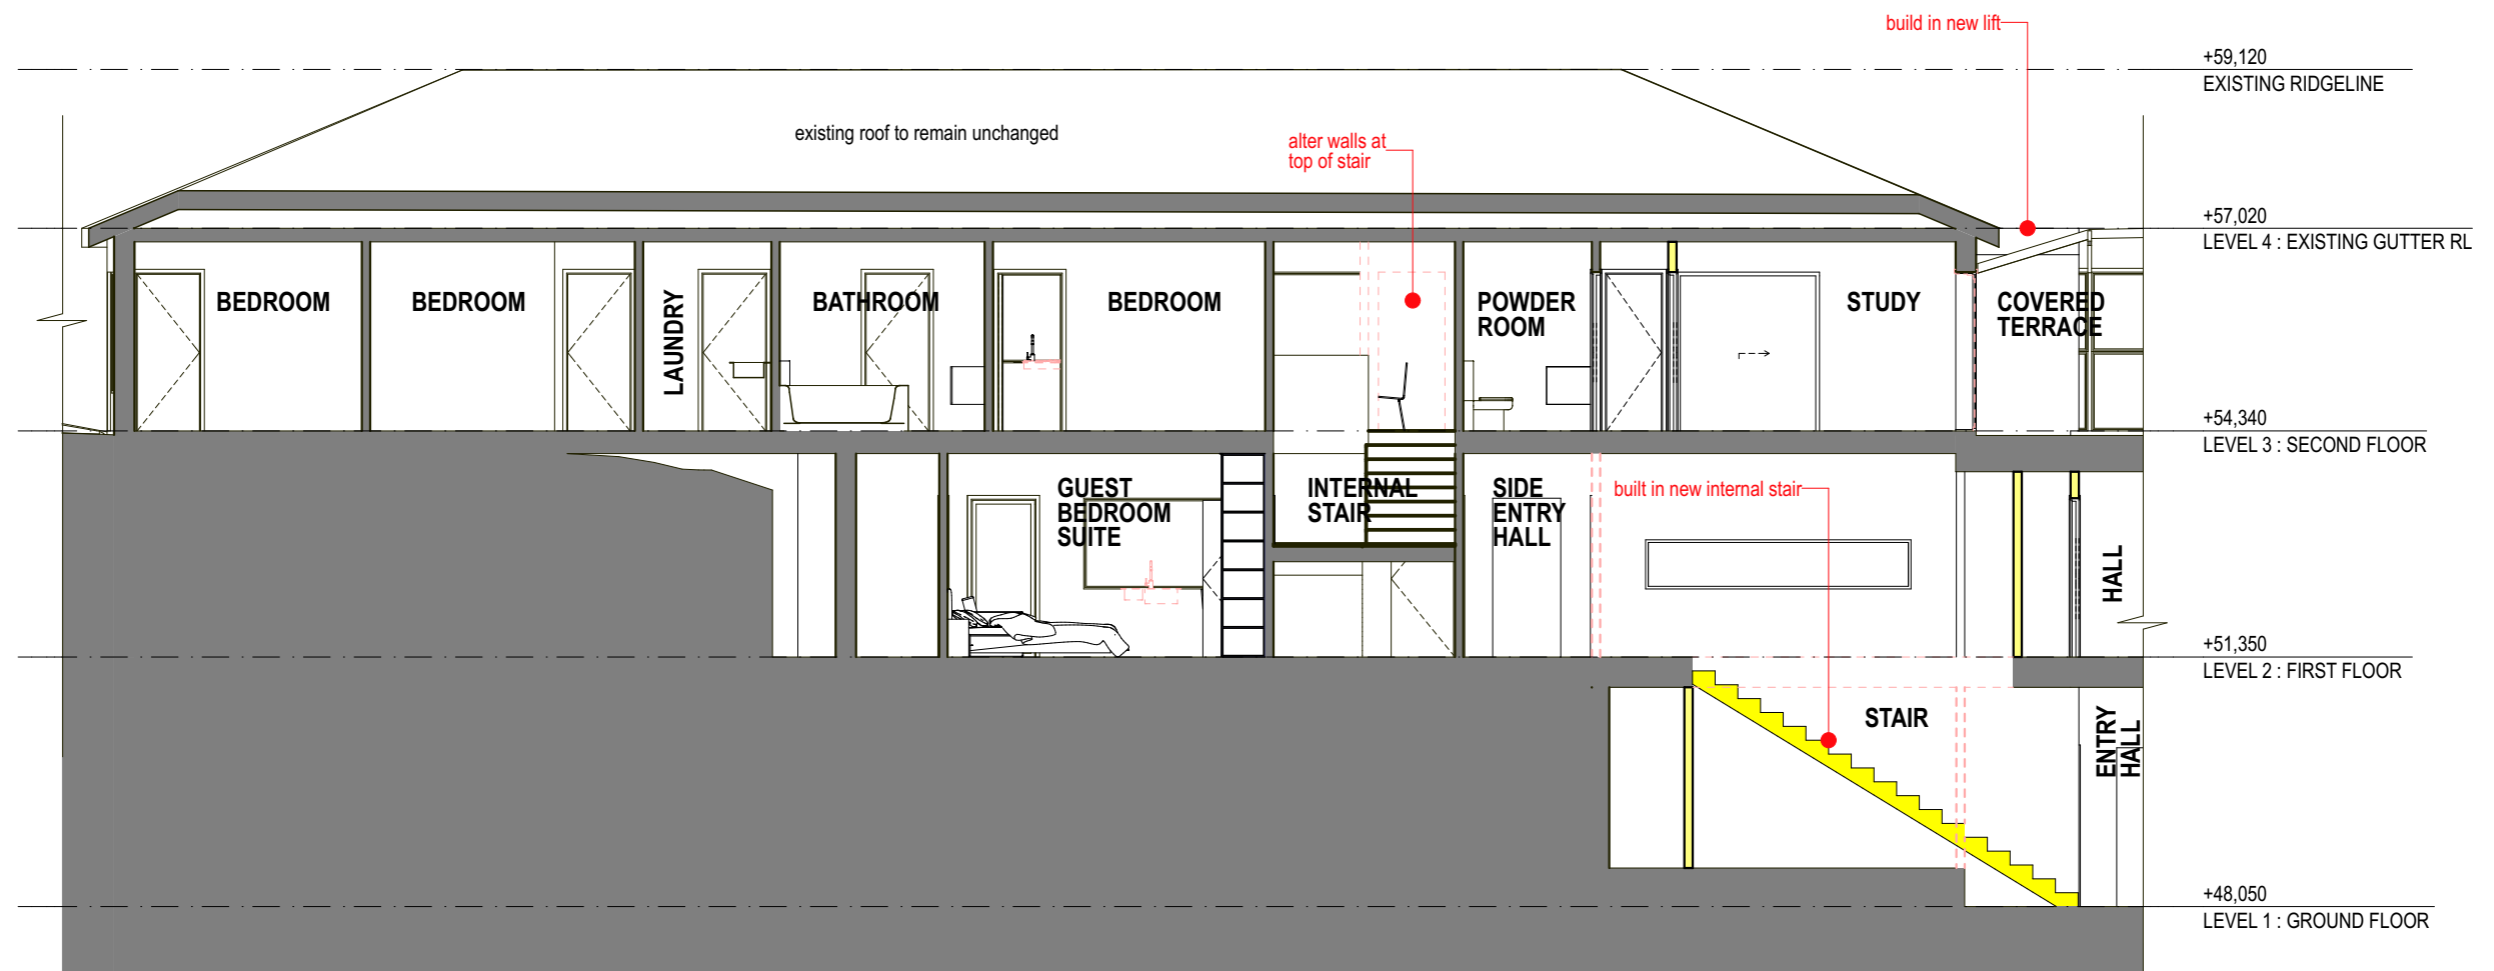 build in new lift
+59,120
EXISTING RIDGELINE
existing roof to remain unchanged
alter walls at
top of stair
+57,020
LEVEL 4 : EXISTING GUTTER RL
BEDROOM
BEDROOM
LAUNDRY
BATHROOM
BEDROOM
POWDER
ROOM
STUDY
COVERED
TERRACE
+54,340
LEVEL 3 : SECOND FLOOR
GUEST
BEDROOM
SUITE
INTERNAL
STAIR
SIDE
ENTRY
HALL
built in new internal stair
HALL
+51,350
LEVEL 2 : FIRST FLOOR
STAIR
ENTRY
HALL
+48,050
LEVEL 1 : GROUND FLOOR